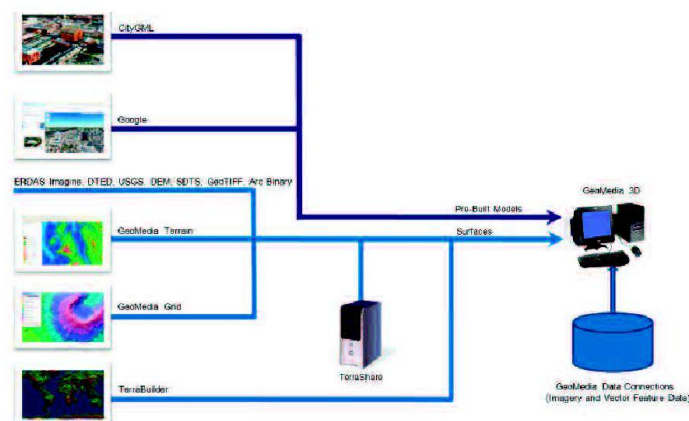 CityGML
Google
ERDAS Imagine, DTED, USGS, DEM, SDTS, GeoTIFF, Arc Binary
GeoMedia 3D
Pre-Built Models
GeoMedia Terrain
Surfaces
GeoMedia Grid
TerraShare
TerraBuilder
GeoMedia Data Connections
(Imagery and Vector Feature Data)